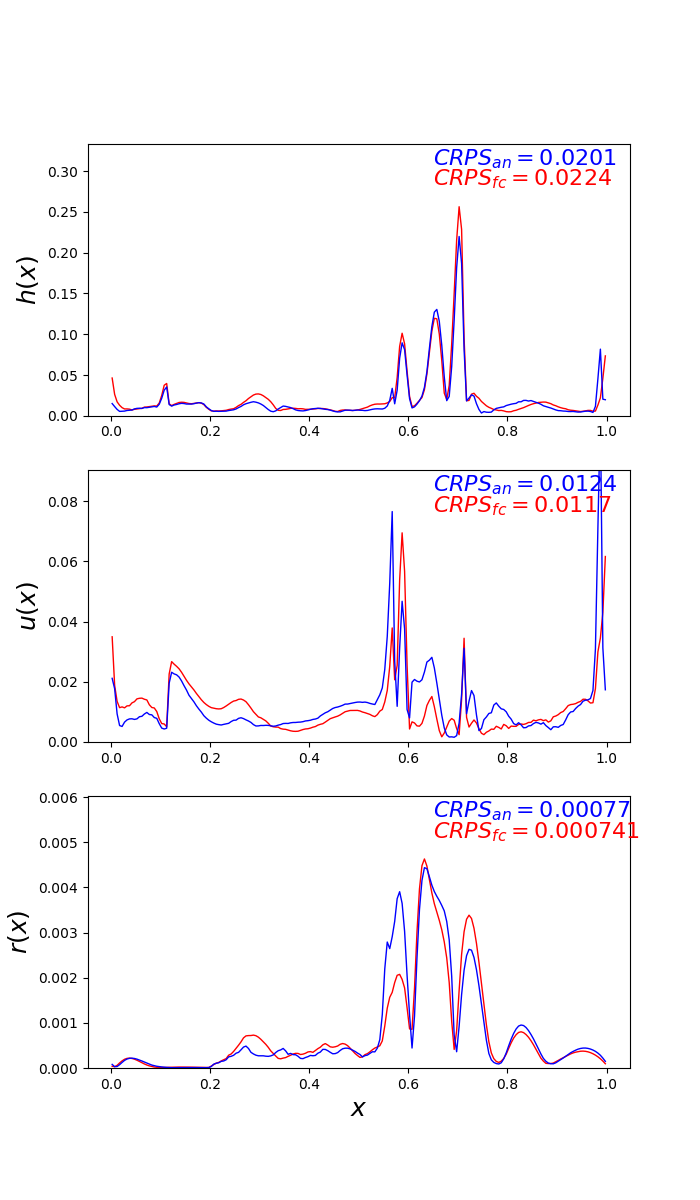 CRPS_an = 0.0201
CRPS_fc = 0.0224
0.30
0.25
0.20
0.15
0.10
0.05
0.00
h(x)
0.0 0.2 0.4 0.6 0.8 1.0
CRPS_an = 0.0124
CRPS_fc = 0.0117
0.08
0.06
0.04
0.02
0.00
u(x)
0.0 0.2 0.4 0.6 0.8 1.0
CRPS_an = 0.00077
CRPS_fc = 0.000741
0.006
0.005
0.004
0.003
0.002
0.001
0.000
r(x)
0.0 0.2 0.4 0.6 0.8 1.0
x